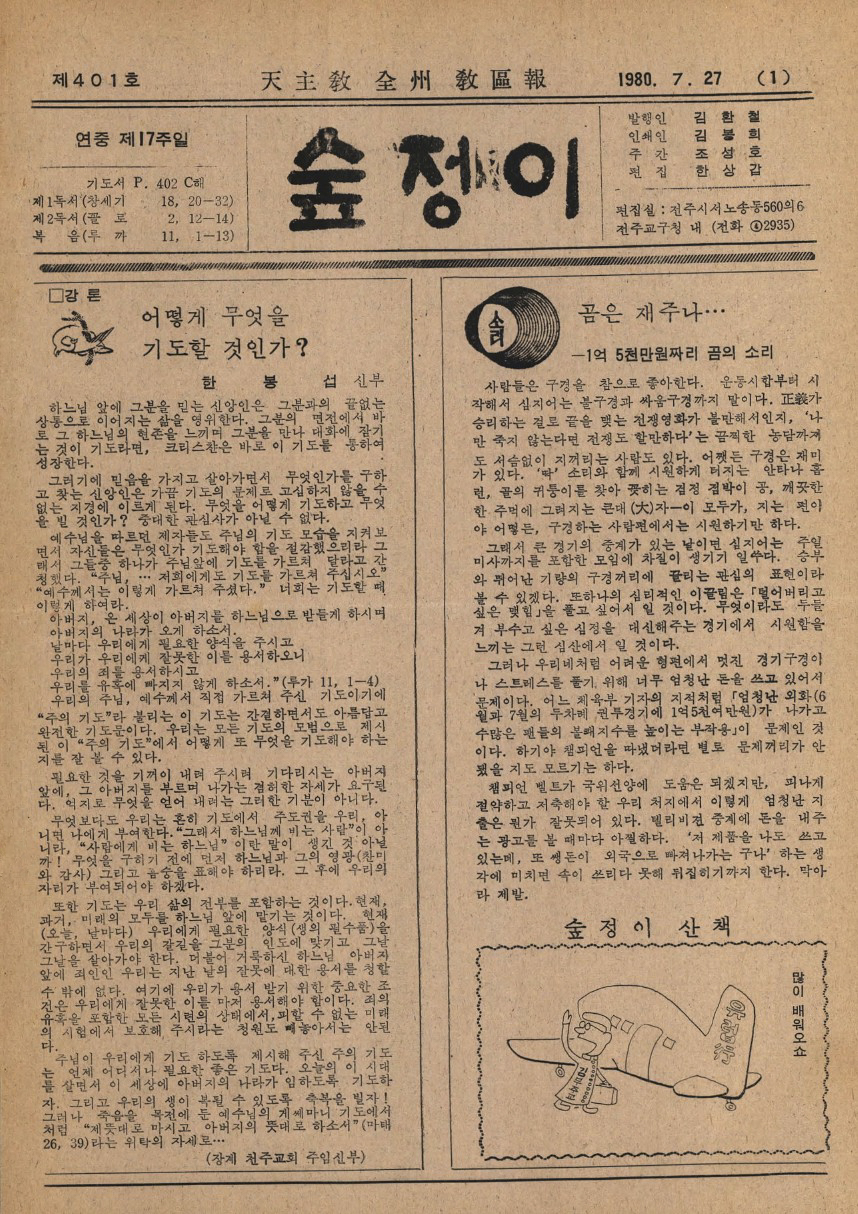 제401호
天主敎 全州 敎區報
1980. 7. 27
(1)
연중 제17주일
기도서 P. 402 C해
제1독서(창세기 18, 20−32)
제2독서(골 로 2, 12−14)
복 음(루 까 11, 1−13)
숲정이
발행인 김 환 철
인쇄인 김 봉 희
주 간 조 성 호
편 집 한 상 갑
편집실 : 전주시서노송동560의6
전주교구청 내 (전화 ④2935)
□강 론
어떻게 무엇을
기도할 것인가?
한 봉 섭 신부
하느님 앞에 그분을 믿는 신앙인은 그분과의 끝없는
상통으로 이어지는 삶을 영위한다. 그분의 면전에서 바
로 그 하느님의 현존을 느끼며 그분을 만나 대화에 잠기
는 것이 기도라면, 크리스찬은 바로 이 기도를 통하여
성장한다.
그러기에 믿음을 가지고 살아가면서 무엇인가를 구하
고 찾는 신앙인은 가끔 기도의 문제로 고심하지 않을 수
없는 지경에 이르게 된다. 무엇을 어떻게 기도하고 무엇
을 빌 것인가? 중대한 관심사가 아닐 수 없다.
예수님을 따르던 제자들도 주님의 기도 모습을 지켜보
면서 자신들은 무엇인가 기도해야 함을 절감했으리라 그
래서 그들중 하나가 주님앞에 기도를 가르쳐 달라고 간
청했다. “주님, … 저희에게도 기도를 가르쳐 주십시오”
“예수께서는 이렇게 가르쳐 주셨다.” 너희는 기도할 때
이렇게 하여라.
아버지, 온 세상이 아버지를 하느님으로 받들게 하시며
아버지의 나라가 오게 하소서.
날마다 우리에게 필요한 양식을 주시고
우리가 우리에게 잘못한 이를 용서하오니
우리의 죄를 용서하시고
우리를 유혹에 빠지지 않게 하소서.”(루가 11, 1−4)
우리의 주님, 예수께서 직접 가르쳐 주신 기도이기에
“주의 기도”라 불리는 이 기도는 간결하면서도 아름답고
완전한 기도문이다. 우리는 모든 기도의 모범으로 제시
된 이 “주의 기도”에서 어떻게 또 무엇을 기도해야 하는
지를 잘 볼 수 있다.
필요한 것을 기꺼이 내려 주시려 기다리시는 아버지
앞에, 그 아버지를 부르며 나가는 겸허한 자세가 요구된
다. 억지로 무엇을 얻어 내려는 그러한 기분이 아니다.
무엇보다도 우리는 흔히 기도에서 주도권을 우리, 아
니면 나에게 부여한다.“그래서 하느님께 비는 사람”이 아
니라, “사람에게 비는 하느님” 이란 말이 생긴 것 아닐
까! 무엇을 구하기 전에 먼저 하느님과 그의 영광(찬미
와 감사) 그리고 흠숭을 표해야 하리라. 그 후에 우리의
자리가 부여되어야 하겠다.
또한 기도는 우리 삶의 전부를 포함하는 것이다.현재,
과거, 미래의 모두를 하느님 앞에 맡기는 것이다. 현재
(오늘, 날마다) 우리에게 필요한 양식(생의 필수품)을
간구하면서 우리의 갈길을 그분의 인도에 맞기고 그날
그날을 살아가야 한다. 더불어 거룩하신 하느님 아버지
앞에 죄인인 우리는 지난 날의 잘못에 대한 용서를 청할
수 밖에 없다. 여기에 우리가 용서 받기 위한 중요한 조
건은 우리에게 잘못한 이를 마저 용서해야 함이다. 죄의
유혹을 포함한 모든 시련의 상태에서,피할 수 없는 미래
의 시험에서 보호해 주시라는 청원도 빼놓아서는 안된
다.
주님이 우리에게 기도 하도록 제시해 주신 주의 기도
는 언제 어디서나 필요한 좋은 기도다. 오늘의 이 시대
를 살면서 이 세상에 아버지의 나라가 임하도록 기도하
자. 그리고 우리의 생이 복될 수 있도록 축복을 빌자!
그러나 죽음을 목전에 둔 예수님의 게쎄마니 기도에서
처럼 “제뜻대로 마시고 아버지의 뜻대로 하소서”(마태
26, 39)라는 위탁의 자세로…
(장계 천주교회 주임신부)
소리
곰은 재주나…
−1억 5천만원짜리 곰의 소리
사람들은 구경을 참으로 좋아한다. 운동시합부터 시
작해서 심지어는 불구경과 싸움구경까지 말이다. 正義가
승리하는 걸로 끝을 맺는 전쟁영화가 볼만해서인지, ‘나
만 죽지 않는다면 전쟁도 할만하다’는 끔찍한 농담까져
도 서슴없이 지꺼리는 사람도 있다. 어쨋든 구경은 재미
가 있다. ‘딱’ 소리와 함께 시원하게 터지는 안타나 홈
런, 골의 귀퉁이를 찾아 꽂히는 검정 점박이 공, 깨끗한
한 주먹에 그려지는 큰대(大)자−이 모두가, 지는 편이
야 어떻든, 구경하는 사람편에서는 시원하기만 하다.
그래서 큰 경기의 중계가 있는 날이면 심지어는 주일
미사까지를 포함한 모임에 차질이 생기기 일쑤다. 승부
와 뛰어난 기량의 구경꺼리에 끌리는 관심의 표현이라
볼 수 있겠다. 또하나의 심리적인 이끌림은 「떨어버리고
싶은 맺힘」을 풀고 싶어서 일 것이다. 무엇이라도 두들
겨 부수고 싶은 심정을 대신해주는 경기에서 시원함을
느끼는 그런 심산에서 일 것이다.
그러나 우리네처럼 어려운 형편에서 멋진 경기구경이
나 스트레스를 풀기 위해 너무 엄청난 돈을 쓰고 있어서
문제이다. 어느 체육부 기자의 지적처럼 「엄청난 외화(6
월과 7월의 두차례 권투경기에 1억5천여만원)가 나가고
수많은 팬들의 불쾌지수를 높이는 부작용」이 문제인 것
이다. 하기야 챔피언을 따냈더라면 별로 문제꺼리가 안
됐을 지도 모르기는 하다.
챔피언 벨트가 국위선양에 도움은 되겠지만, 피나게
절약하고 저축해야 할 우리 처지에서 이렇게 엄청난 지
출은 뭔가 잘못되어 있다. 텔리비젼 중계에 돈을 내주
는 광고를 볼 때마다 아찔하다. ‘저 제품을 나도 쓰고
있는데, 또 쌩돈이 외국으로 빠져나가는 구나’ 하는 생
각에 미치면 속이 쓰리다 못해 뒤집히기까지 한다. 막아
라 제발.
숲정이 산책
많이 배워오쇼